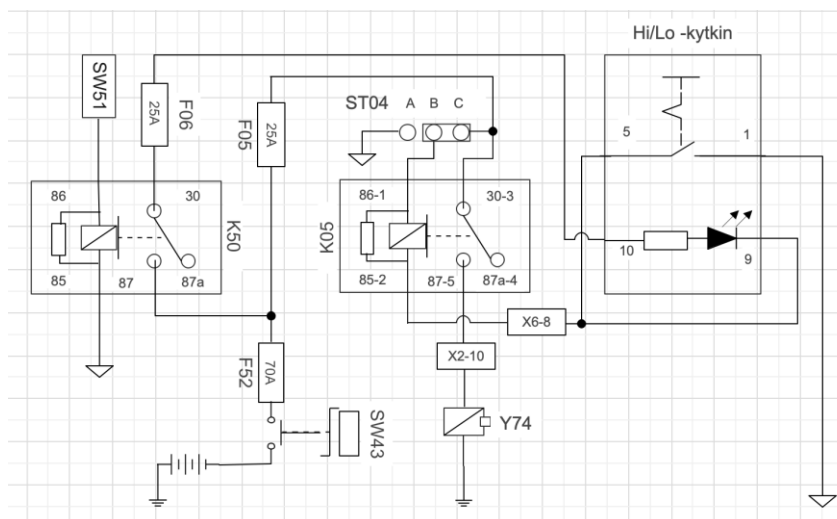 Hi/Lo -kytkin
SW51
25A
F06
25A
F05
ST04
A
B
C
5
1
86
30
K50
85
87
87a
86-1
30-3
K05
85-2
87-5
87a-4
10
9
X6-8
X2-10
70A
F52
SW43
Y74